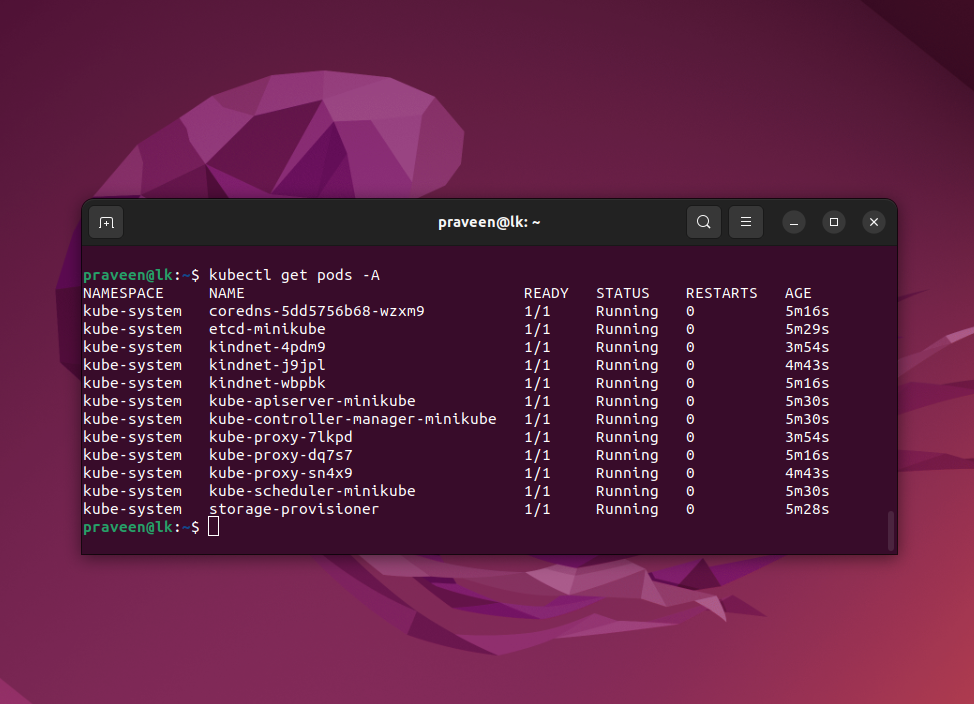 praveen@lk: ~
praveen@lk:~$ kubectl get pods -A
NAMESPACE NAME READY STATUS RESTARTS AGE
kube-system coredns-5dd5756b68-wzxm9 1/1 Running 0 5m16s
kube-system etcd-minikube 1/1 Running 0 5m29s
kube-system kindnet-4pdm9 1/1 Running 0 3m54s
kube-system kindnet-j9jpl 1/1 Running 0 4m43s
kube-system kindnet-wbpbk 1/1 Running 0 5m16s
kube-system kube-apiserver-minikube 1/1 Running 0 5m30s
kube-system kube-controller-manager-minikube 1/1 Running 0 5m30s
kube-system kube-proxy-7lkpd 1/1 Running 0 3m54s
kube-system kube-proxy-dq7s7 1/1 Running 0 5m16s
kube-system kube-proxy-sn4x9 1/1 Running 0 4m43s
kube-system kube-scheduler-minikube 1/1 Running 0 5m30s
kube-system storage-provisioner 1/1 Running 0 5m28s
praveen@lk:~$